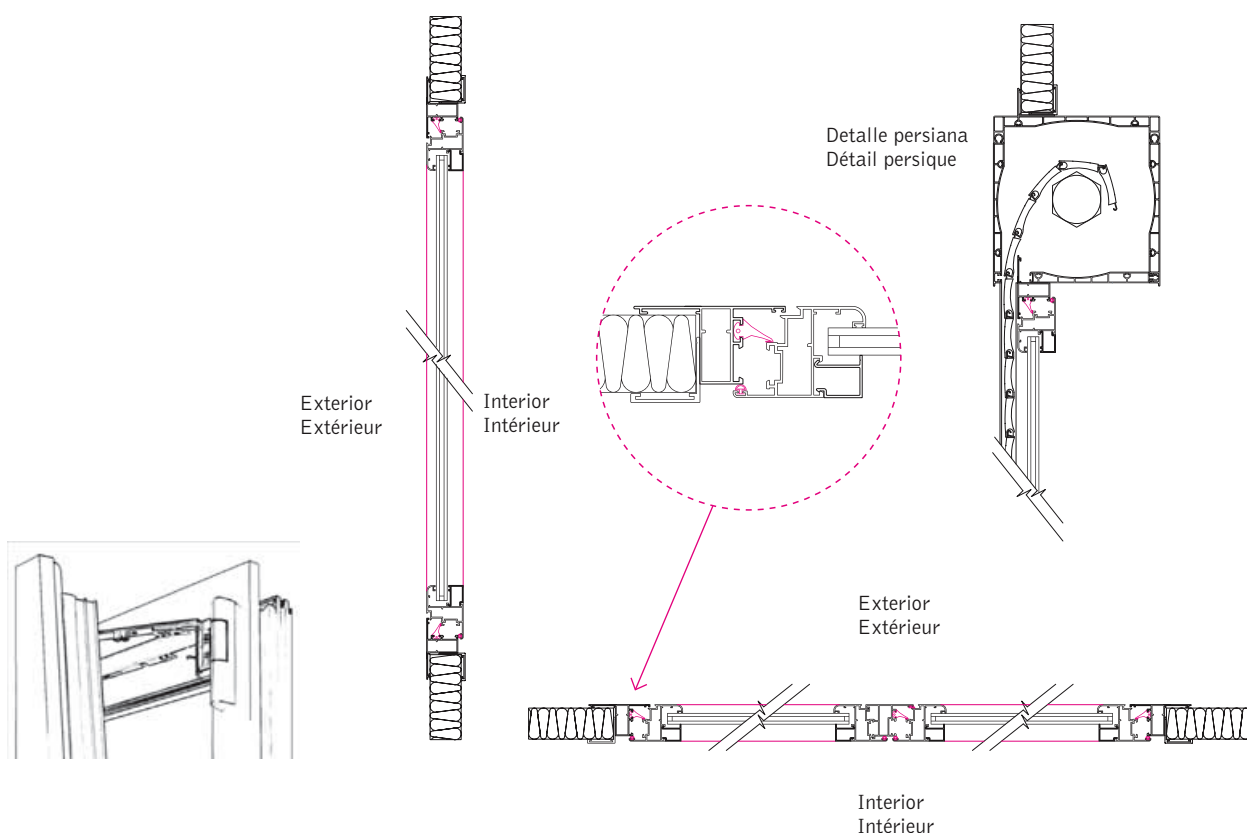 Detalle persiana
Détail persique
Exterior
Extérieur
Interior
Intérieur
Exterior
Extérieur
Interior
Intérieur